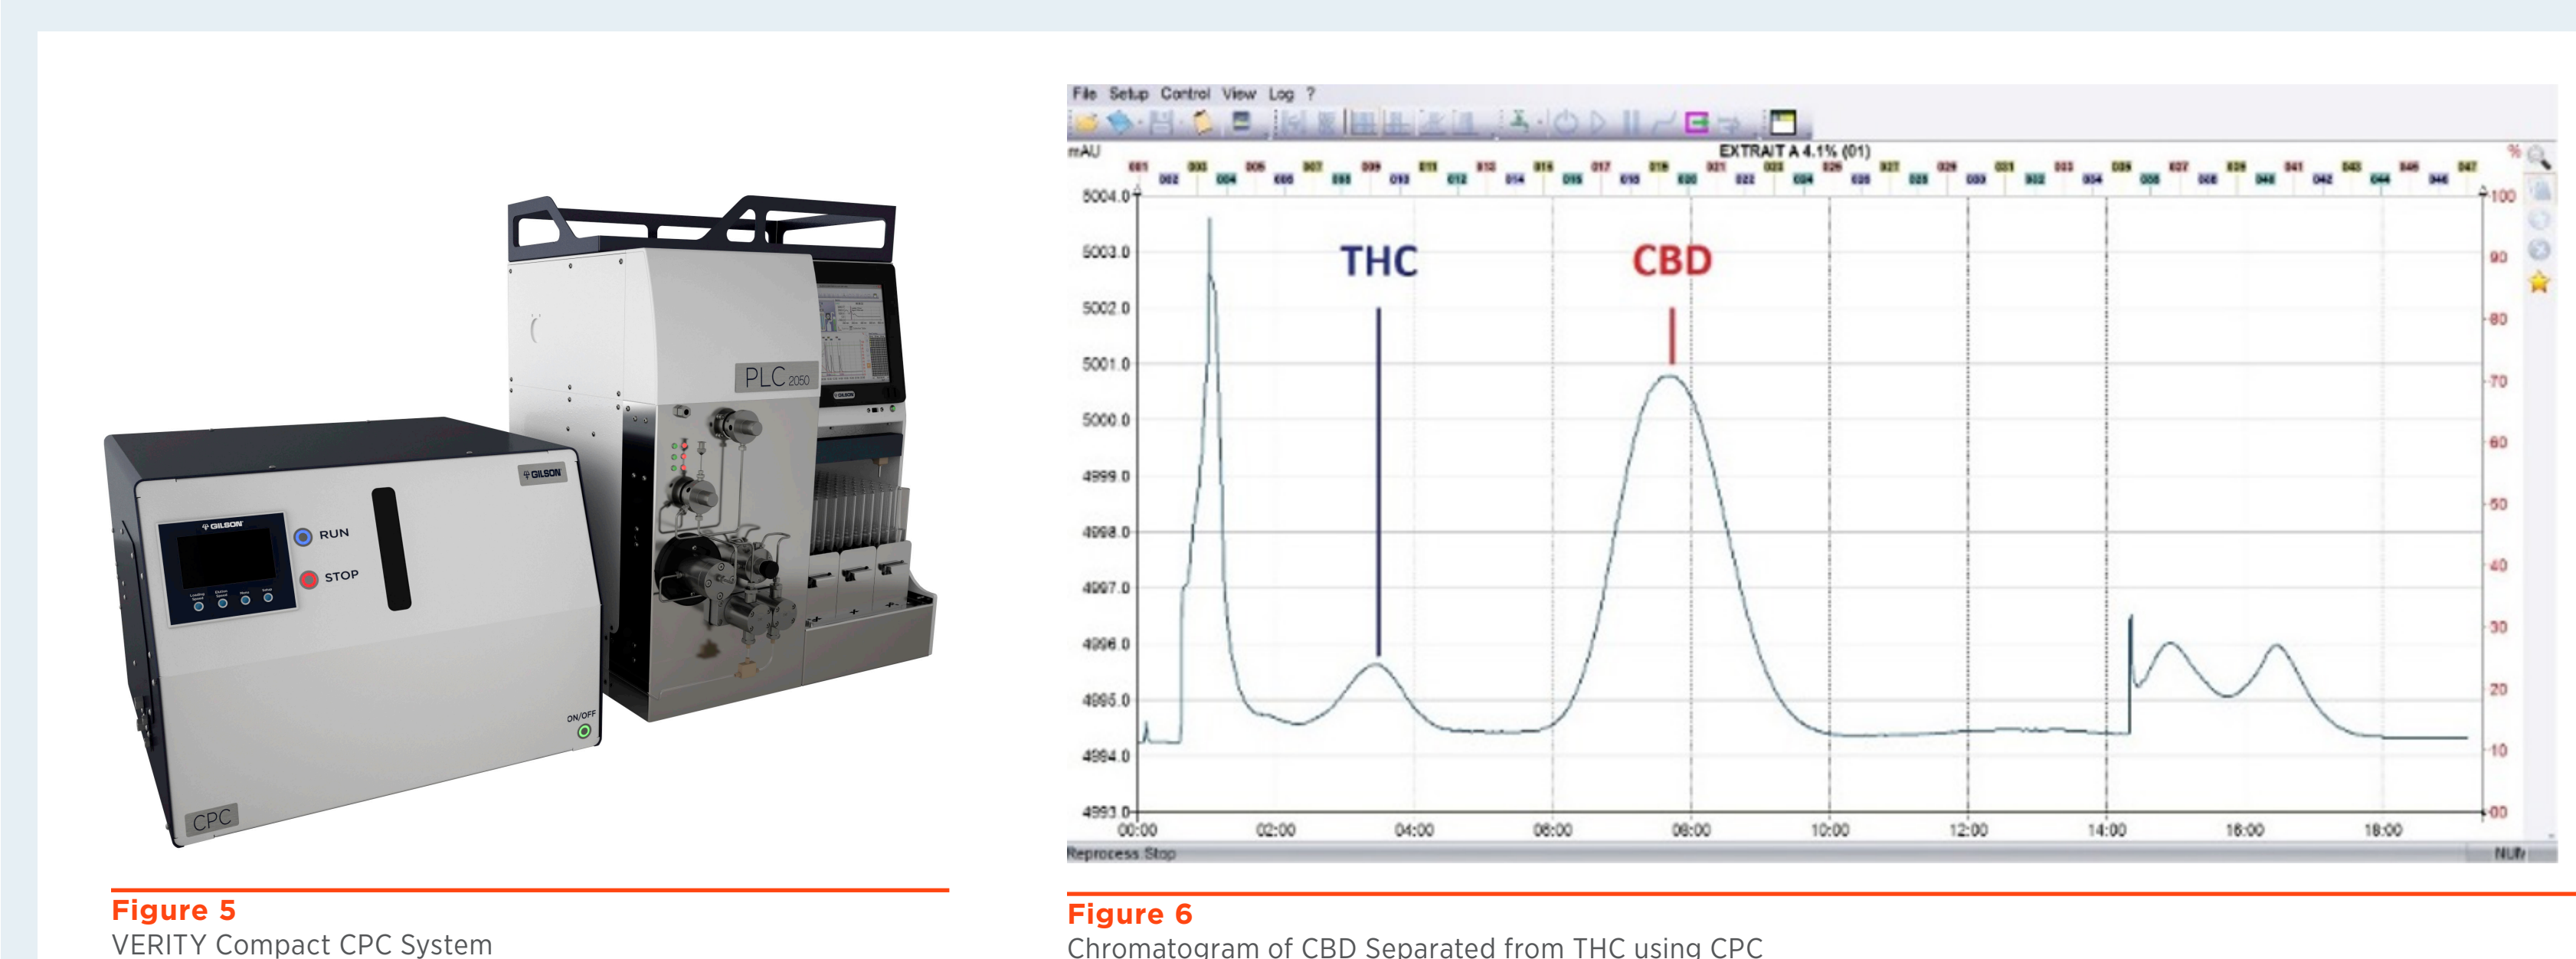 PLC 2050
GILSON
GILSON
GILSON
RUN
STOP
ON/OFF
CPC
Figure 5
VERITY Compact CPC System
File Setup Control View Log ?
mAU
EXTRAIT A 4.1% (01)
%
5004.0
5003.0
5002.0
5001.0
5000.0
4999.0
4998.0
4997.0
4996.0
4995.0
4994.0
4993.0
THC
CBD
100
90
80
70
60
50
40
30
20
10
00
00:00 02:00 04:00 06:00 08:00 10:00 12:00 14:00 16:00 18:00
Reprocess Stop
Figure 6
Chromatogram of CBD Separated from THC using CPC